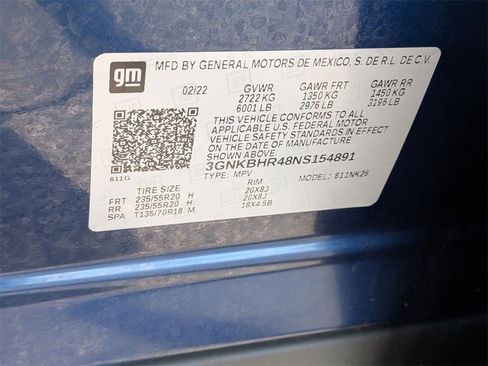 gm
MFD BY GENERAL MOTORS DE MEXICO, S. DE R.L. DE C.V.
02/22 GVWR GAWR FRT GAWR RR
2722 KG 1350 KG 1450 KG
6001 LB 2976 LB 3196 LB
THIS VEHICLE CONFORMS TO ALL
APPLICABLE U.S. FEDERAL MOTOR
VEHICLE SAFETY STANDARDS IN EFFECT ON
THE DATE OF MANUFACTURE SHOWN ABOVE.
3GNKBHR48NS154891
611G TYPE: MPV MODEL: 811NK26
TIRE SIZE RIM
FRT 235/55R20 H 20X8J
RR 235/55R20 H 20X8J
SPA T135/70R18 M 18X4.5B